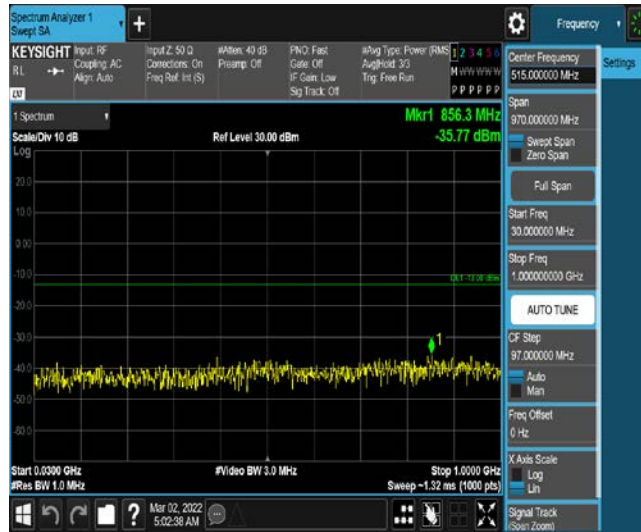 Spectrum Analyzer 1
Swept SA
+
Frequency
KEYSIGHT
RL
LXI
Input: RF
Coupling: AC
Align: Auto
Input Z: 50 Ω
Corrections: On
Freq Ref: Int (S)
#Atten: 40 dB
Preamp: Off
PNO: Fast
Gate: Off
IF Gain: Low
Sig Track: Off
#Avg Type: Power (RMS
Avg|Hold: 3/3
Trig: Free Run
1 2 3 4 5 6
M W W W W W
P P P P P P
Center Frequency
515.000000 MHz
Settings
1 Spectrum
Scale/Div 10 dB
Log
Ref Level 30.00 dBm
Mkr1 856.3 MHz
-35.77 dBm
Span
970.000000 MHz
Swept Span
Zero Span
Full Span
Start Freq
30.000000 MHz
Stop Freq
1.000000000 GHz
AUTO TUNE
CF Step
97.000000 MHz
Auto
Man
Freq Offset
0 Hz
X Axis Scale
Log
Lin
Signal Track
(Span Zoom)
20.0
10.0
0.00
-10.0
DL1 -13.00 dBm
-20.0
-30.0
1
-40.0
-50.0
-60.0
Start 0.0300 GHz
#Video BW 3.0 MHz
Stop 1.0000 GHz
#Res BW 1.0 MHz
Sweep ~1.32 ms (1000 pts)
?
Mar 02, 2022
5:02:38 AM